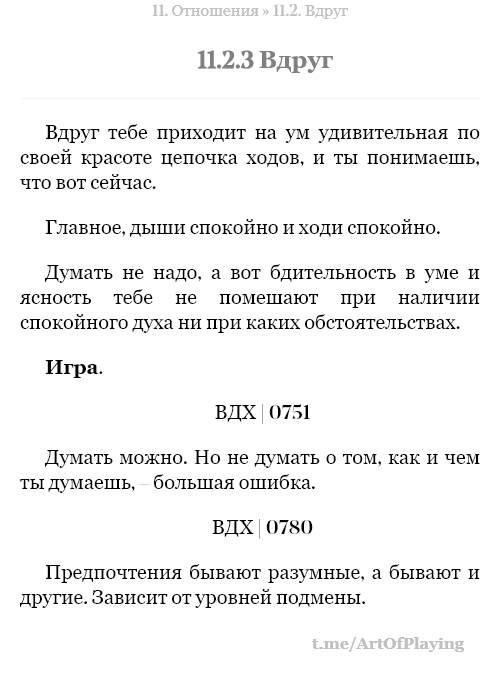 11. Отношения » 11.2. Вдруг
11.2.3 Вдруг
Вдруг тебе приходит на ум удивительная по
своей красоте цепочка ходов, и ты понимаешь,
что вот сейчас.
Главное, дыши спокойно и ходи спокойно.
Думать не надо, а вот бдительность в уме и
ясность тебе не помешают при наличии
спокойного духа ни при каких обстоятельствах.
Игра.
ВДХ | 0751
Думать можно. Но не думать о том, как и чем
ты думаешь, – большая ошибка.
ВДХ | 0780
Предпочтения бывают разумные, а бывают и
другие. Зависит от уровней подмены.
t.me/ArtOfPlaying